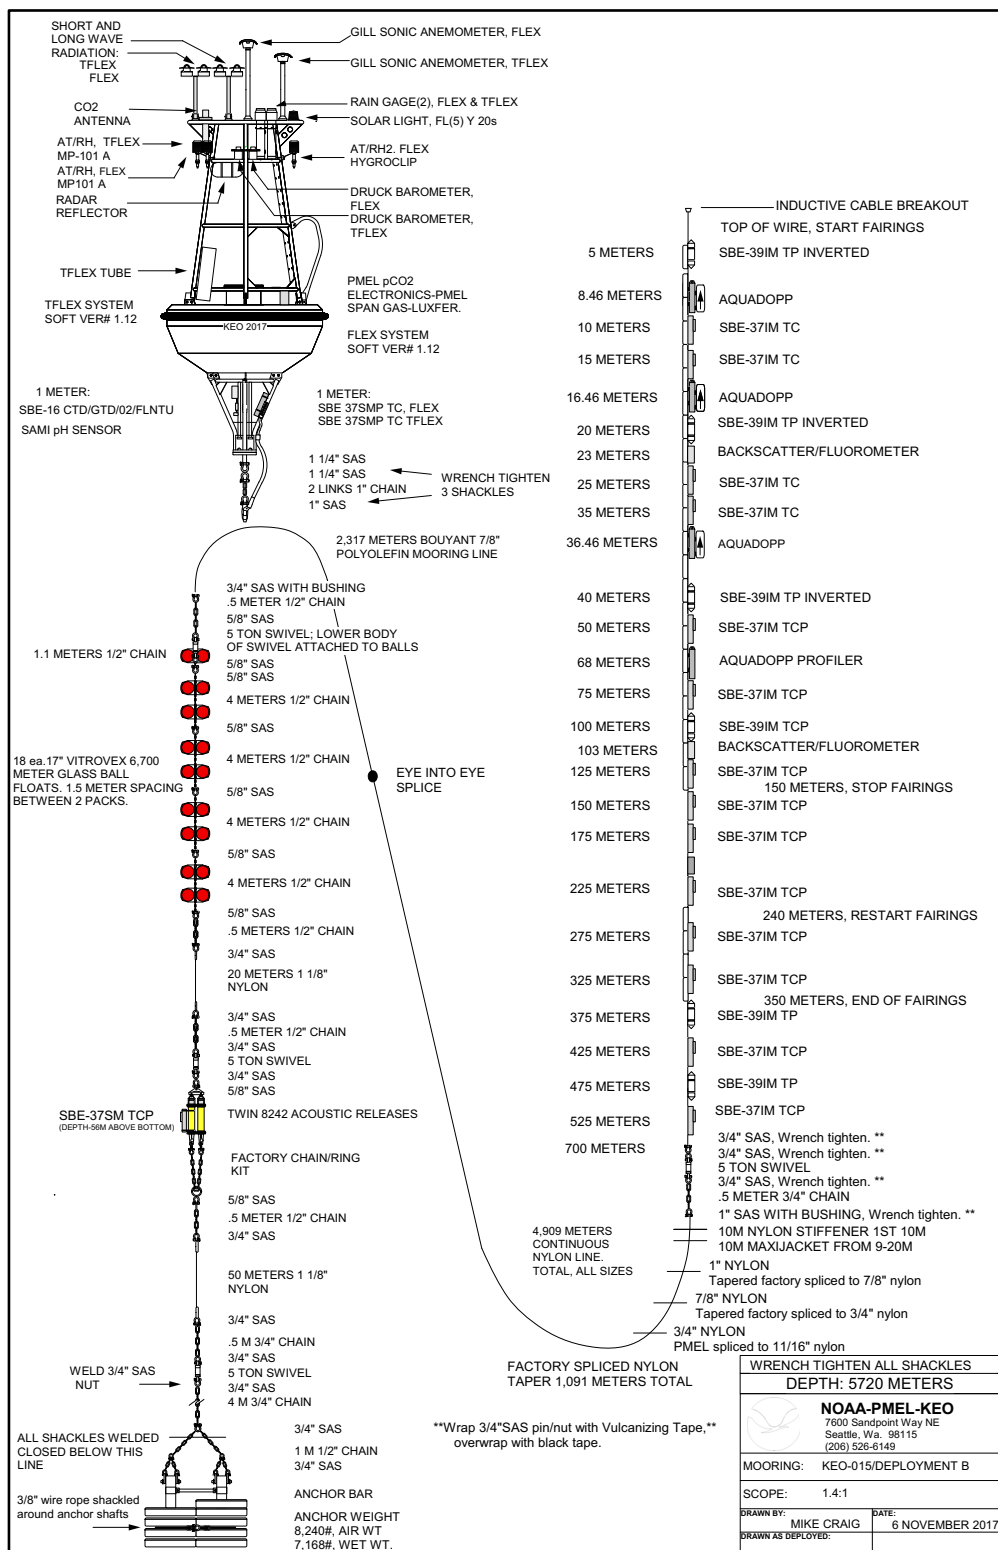 SHORT AND
LONG WAVE
RADIATION:
TFLEX
FLEX
GILL SONIC ANEMOMETER, FLEX
GILL SONIC ANEMOMETER, TFLEX
CO2
ANTENNA
RAIN GAGE(2), FLEX & TFLEX
SOLAR LIGHT, FL(5) Y 20s
AT/RH, TFLEX
MP-101 A
AT/RH, FLEX
MP101 A
AT/RH2. FLEX
HYGROCLIP
RADAR
REFLECTOR
DRUCK BAROMETER,
FLEX
DRUCK BAROMETER,
TFLEX
TFLEX TUBE
TFLEX SYSTEM
SOFT VER# 1.12
PMEL pCO2
ELECTRONICS-PMEL
SPAN GAS-LUXFER.
FLEX SYSTEM
SOFT VER# 1.12
KEO 2017
1 METER:
SBE-16 CTD/GTD/02/FLNTU
SAMI pH SENSOR
1 METER:
SBE 37SMP TC, FLEX
SBE 37SMP TC TFLEX
1 1/4" SAS
1 1/4" SAS
2 LINKS 1" CHAIN
1" SAS
WRENCH TIGHTEN
3 SHACKLES
2,317 METERS BOUYANT 7/8"
POLYOLEFIN MOORING LINE
3/4" SAS WITH BUSHING
.5 METER 1/2" CHAIN
5/8" SAS
5 TON SWIVEL; LOWER BODY
OF SWIVEL ATTACHED TO BALLS
1.1 METERS 1/2" CHAIN
5/8" SAS
5/8" SAS
4 METERS 1/2" CHAIN
5/8" SAS
4 METERS 1/2" CHAIN
18 ea.17" VITROVEX 6,700
METER GLASS BALL
FLOATS. 1.5 METER SPACING
BETWEEN 2 PACKS.
5/8" SAS
4 METERS 1/2" CHAIN
5/8" SAS
4 METERS 1/2" CHAIN
5/8" SAS
.5 METERS 1/2" CHAIN
3/4" SAS
20 METERS 1 1/8"
NYLON
3/4" SAS
.5 METER 1/2" CHAIN
3/4" SAS
5 TON SWIVEL
3/4" SAS
5/8" SAS
SBE-37SM TCP
(DEPTH-56M ABOVE BOTTOM)
TWIN 8242 ACOUSTIC RELEASES
FACTORY CHAIN/RING
KIT
5/8" SAS
.5 METER 1/2" CHAIN
3/4" SAS
50 METERS 1 1/8"
NYLON
3/4" SAS
.5 M 3/4" CHAIN
3/4" SAS
5 TON SWIVEL
3/4" SAS
4 M 3/4" CHAIN
WELD 3/4" SAS
NUT
ALL SHACKLES WELDED
CLOSED BELOW THIS
LINE
3/4" SAS
1 M 1/2" CHAIN
3/4" SAS
ANCHOR BAR
3/8" wire rope shackled
around anchor shafts
ANCHOR WEIGHT
8,240#, AIR WT
7,168#, WET WT.
EYE INTO EYE
SPLICE
INDUCTIVE CABLE BREAKOUT
TOP OF WIRE, START FAIRINGS
5 METERS SBE-39IM TP INVERTED
8.46 METERS AQUADOPP
10 METERS SBE-37IM TC
15 METERS SBE-37IM TC
16.46 METERS AQUADOPP
20 METERS SBE-39IM TP INVERTED
23 METERS BACKSCATTER/FLUOROMETER
25 METERS SBE-37IM TC
35 METERS SBE-37IM TC
36.46 METERS AQUADOPP
40 METERS SBE-39IM TP INVERTED
50 METERS SBE-37IM TCP
68 METERS AQUADOPP PROFILER
75 METERS SBE-37IM TCP
100 METERS SBE-39IM TCP
103 METERS BACKSCATTER/FLUOROMETER
125 METERS SBE-37IM TCP
150 METERS, STOP FAIRINGS
150 METERS SBE-37IM TCP
175 METERS SBE-37IM TCP
225 METERS SBE-37IM TCP
240 METERS, RESTART FAIRINGS
275 METERS SBE-37IM TCP
325 METERS SBE-37IM TCP
350 METERS, END OF FAIRINGS
375 METERS SBE-39IM TP
425 METERS SBE-37IM TCP
475 METERS SBE-39IM TP
525 METERS SBE-37IM TCP
700 METERS
3/4" SAS, Wrench tighten. **
3/4" SAS, Wrench tighten. **
5 TON SWIVEL
3/4" SAS, Wrench tighten. **
.5 METER 3/4" CHAIN
1" SAS WITH BUSHING, Wrench tighten. **
10M NYLON STIFFENER 1ST 10M
10M MAXIJACKET FROM 9-20M
4,909 METERS
CONTINUOUS
NYLON LINE.
TOTAL, ALL SIZES
1" NYLON
Tapered factory spliced to 7/8" nylon
7/8" NYLON
Tapered factory spliced to 3/4" nylon
3/4" NYLON
PMEL spliced to 11/16" nylon
FACTORY SPLICED NYLON
TAPER 1,091 METERS TOTAL
**Wrap 3/4"SAS pin/nut with Vulcanizing Tape,**
overwrap with black tape.
WRENCH TIGHTEN ALL SHACKLES
DEPTH: 5720 METERS
NOAA-PMEL-KEO
7600 Sandpoint Way NE
Seattle, Wa. 98115
(206) 526-6149
MOORING: KEO-015/DEPLOYMENT B
SCOPE: 1.4:1
DRAWN BY: MIKE CRAIG
DATE: 6 NOVEMBER 2017
DRAWN AS DEPLOYED: